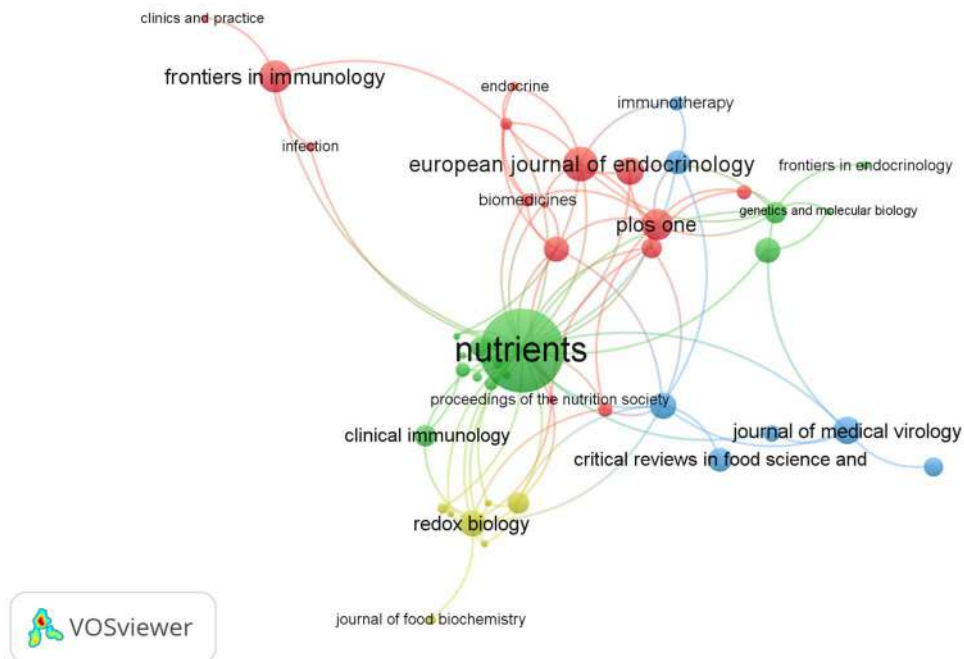 clinics and practice
frontiers in immunology
endocrine
immunotherapy
infection
european journal of endocrinology
frontiers in endocrinology
biomedicines
genetics and molecular biology
plos one
nutrients
proceedings of the nutrition society
clinical immunology
journal of medical virology
critical reviews in food science and
redox biology
journal of food biochemistry
VOSviewer